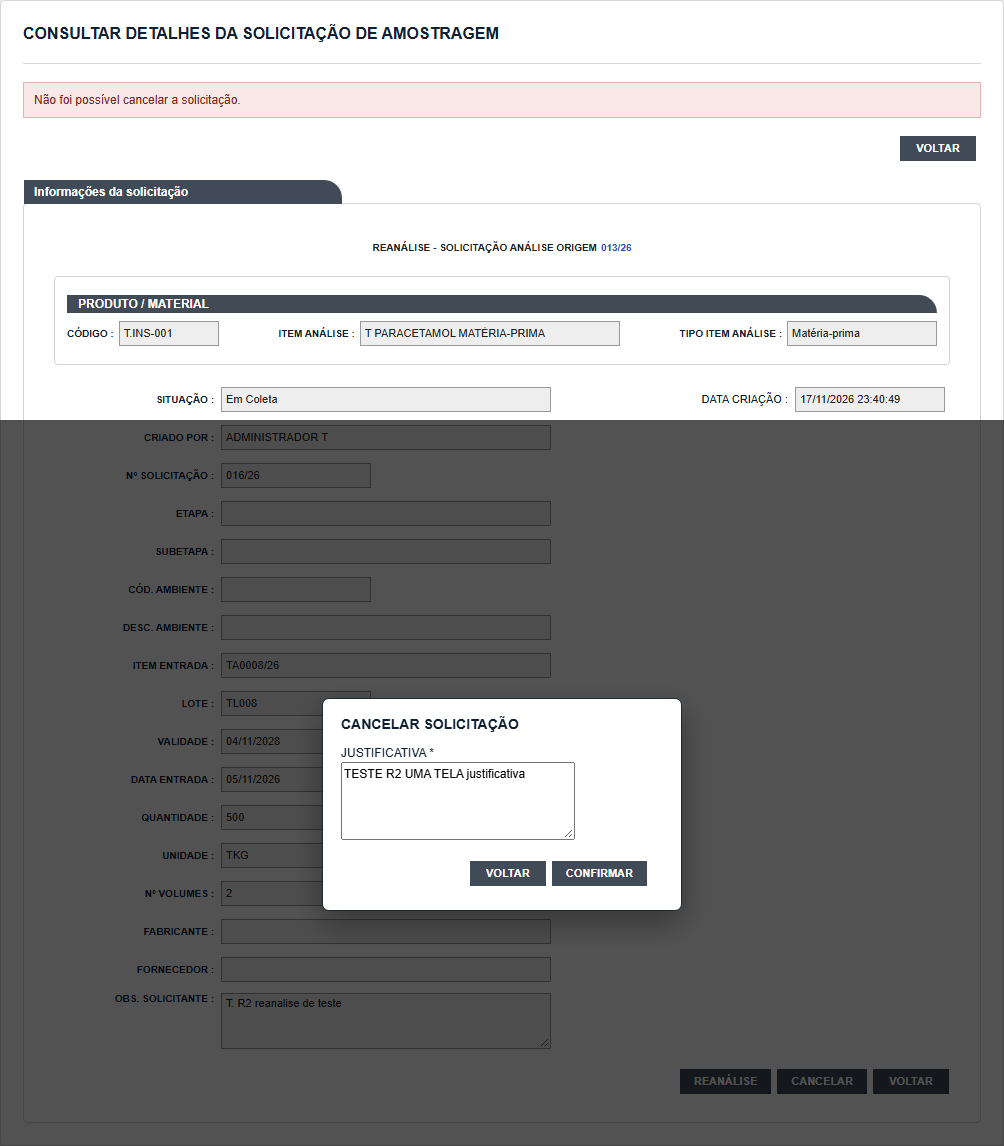 CONSULTAR DETALHES DA SOLICITAÇÃO DE AMOSTRAGEM
Não foi possível cancelar a solicitação.
VOLTAR
Informações da solicitação
REANÁLISE - SOLICITAÇÃO ANÁLISE ORIGEM 013/26
PRODUTO / MATERIAL
CÓDIGO : T.INS-001 ITEM ANÁLISE : T PARACETAMOL MATÉRIA-PRIMA TIPO ITEM ANÁLISE : Matéria-prima
SITUAÇÃO : Em Coleta DATA CRIAÇÃO : 17/11/2026 23:40:49
CRIADO POR : ADMINISTRADOR T
Nº SOLICITAÇÃO : 016/26
ETAPA :
SUBETAPA :
CÓD. AMBIENTE :
DESC. AMBIENTE :
ITEM ENTRADA : TA0008/26
LOTE : TL008
VALIDADE : 04/11/2028
DATA ENTRADA : 05/11/2026
QUANTIDADE : 500
UNIDADE : TKG
Nº VOLUMES : 2
FABRICANTE :
FORNECEDOR :
OBS. SOLICITANTE : T. R2 reanalise de teste
REANÁLISE CANCELAR VOLTAR
CANCELAR SOLICITAÇÃO
JUSTIFICATIVA *
TESTE R2 UMA TELA justificativa
VOLTAR CONFIRMAR